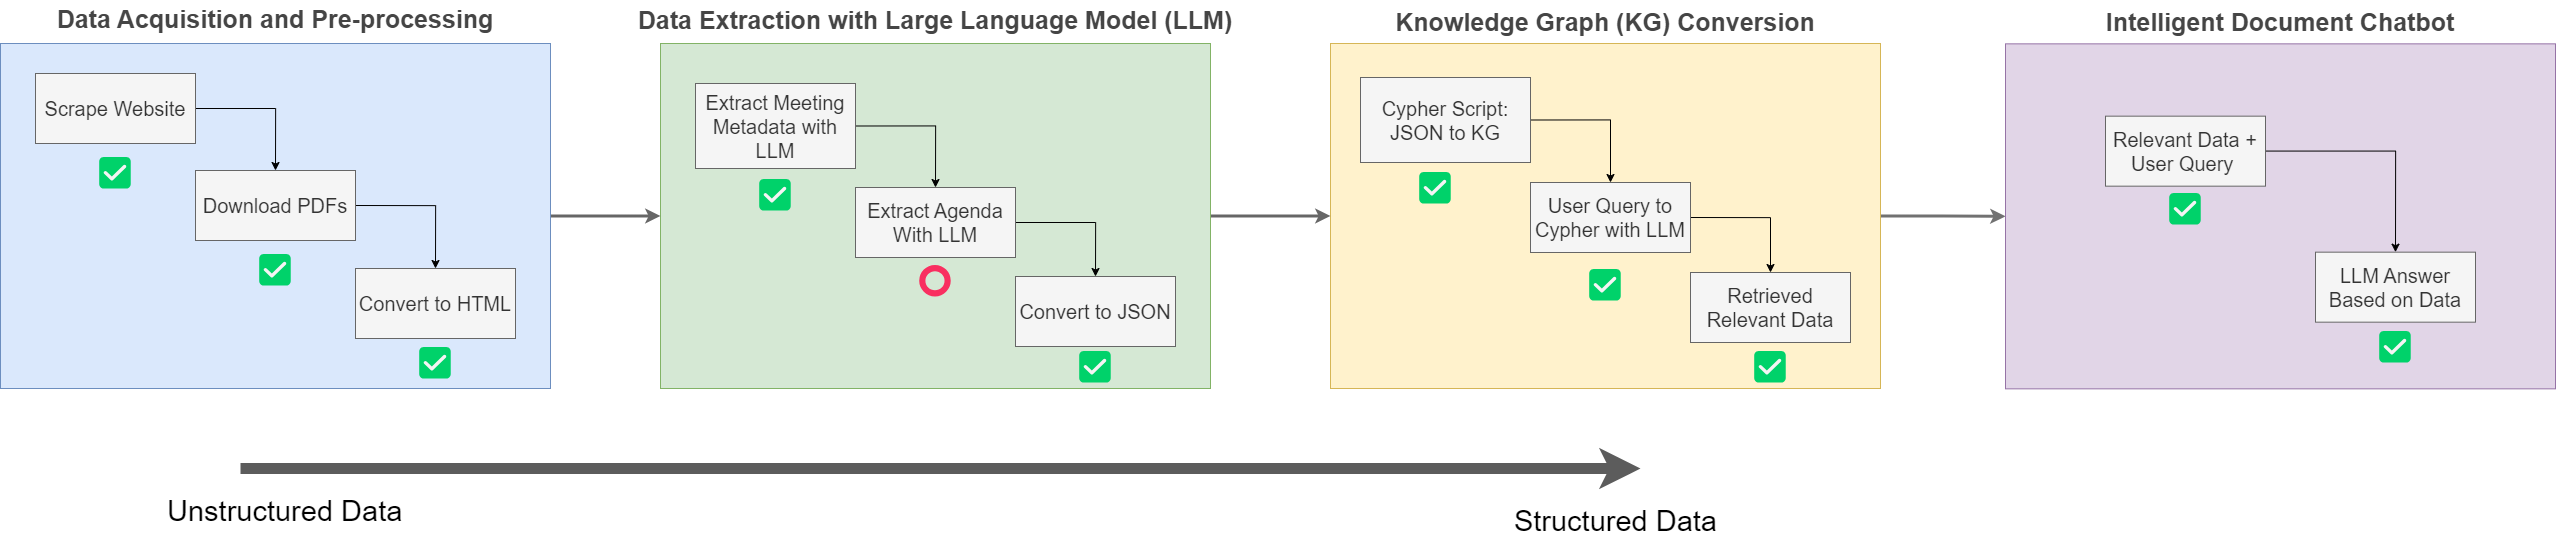 Data Acquisition and Pre-processing
Scrape Website
Download PDFs
Convert to HTML
Data Extraction with Large Language Model (LLM)
Extract Meeting
Metadata with
LLM
Extract Agenda
With LLM
Convert to JSON
Knowledge Graph (KG) Conversion
Cypher Script:
JSON to KG
User Query to
Cypher with LLM
Retrieved
Relevant Data
Intelligent Document Chatbot
Relevant Data +
User Query
LLM Answer
Based on Data
Unstructured Data
Structured Data